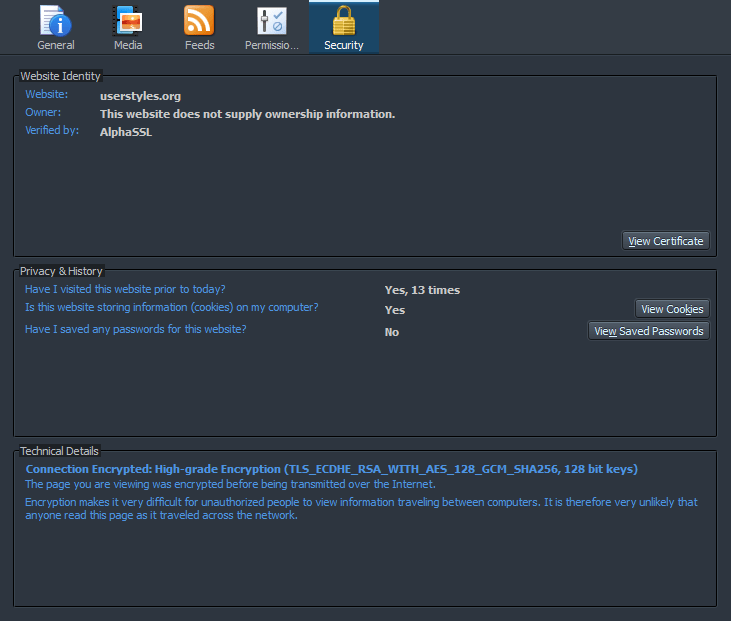 General
Media
Feeds
Permissio...
Security
Website Identity
Website:
userstyles.org
Owner:
This website does not supply ownership information.
Verified by:
AlphaSSL
View Certificate
Privacy & History
Have I visited this website prior to today?
Yes, 13 times
Is this website storing information (cookies) on my computer?
Yes
View Cookies
Have I saved any passwords for this website?
No
View Saved Passwords
Technical Details
Connection Encrypted: High-grade Encryption (TLS_ECDHE_RSA_WITH_AES_128_GCM_SHA256, 128 bit keys)
The page you are viewing was encrypted before being transmitted over the Internet.
Encryption makes it very difficult for unauthorized people to view information traveling between computers. It is therefore very unlikely that
anyone read this page as it traveled across the network.